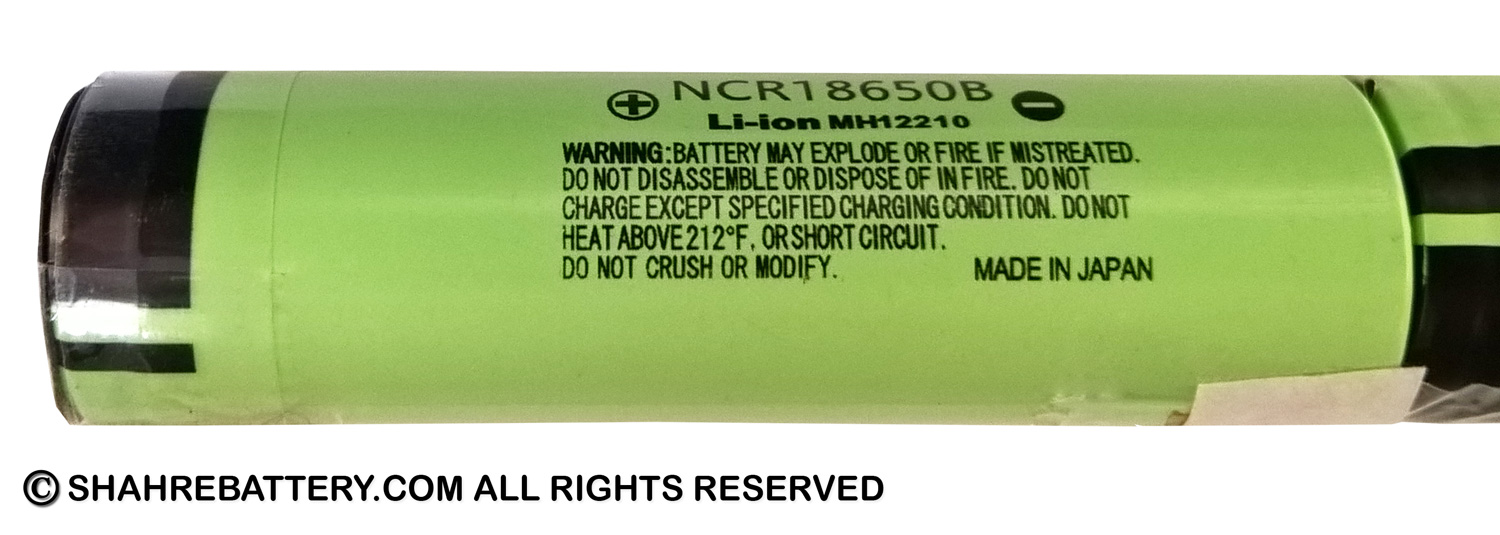 ⊕ NCR18650B ⊖
Li-ion MH12210
WARNING:BATTERY MAY EXPLODE OR FIRE IF MISTREATED.
DO NOT DISASSEMBLE OR DISPOSE OF IN FIRE. DO NOT
CHARGE EXCEPT SPECIFIED CHARGING CONDITION. DO NOT
HEAT ABOVE 212°F, OR SHORT CIRCUIT.
DO NOT CRUSH OR MODIFY. MADE IN JAPAN
© SHAHREBATTERY.COM ALL RIGHTS RESERVED